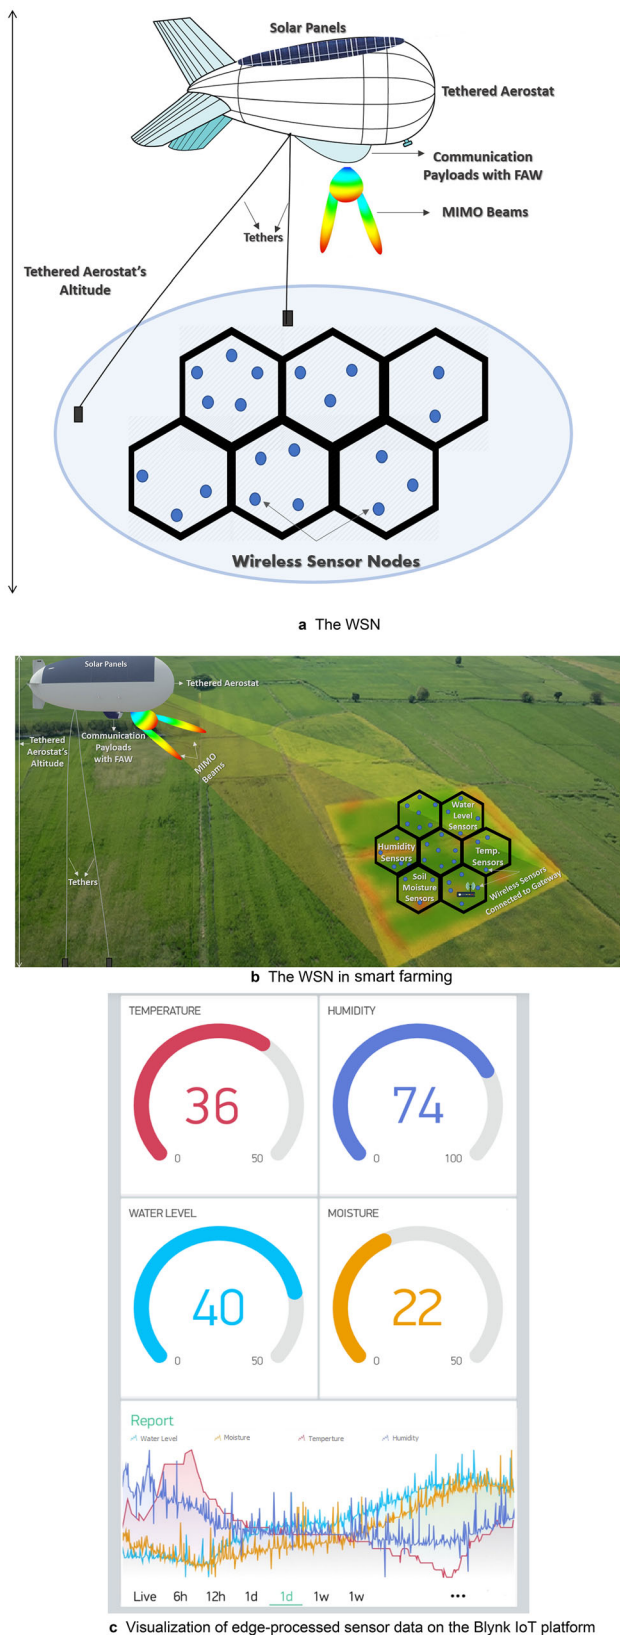 Solar Panels
Tethered Aerostat
Communication
Payloads with FAW
MIMO Beams
Tethers
Tethered Aerostat's
Altitude
Wireless Sensor Nodes
a The WSN
Solar Panels
Tethered Aerostat
Tethered
Aerostat's
Altitude
Communication
Payloads
with FAW
MIMO
Beams
Tethers
Water
Level
Sensors
Humidity
Sensors
Temp.
Sensors
Soil
Moisture
Sensors
Wireless Sensors
Connected to Gateway
b The WSN in smart farming
TEMPERATURE
36
0 50
HUMIDITY
74
0 100
WATER LEVEL
40
0 50
MOISTURE
22
0 50
Report
Water Level Moisture Temperture Humidity
Live 6h 12h 1d 1d 1w 1w •••
c Visualization of edge-processed sensor data on the Blynk IoT platform